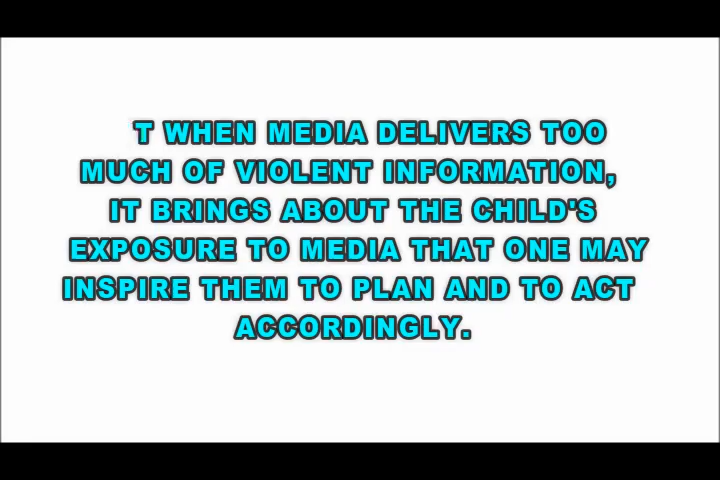 T WHEN MEDIA DELIVERS TOO
MUCH OF VIOLENT INFORMATION,
IT BRINGS ABOUT THE CHILD'S
EXPOSURE TO MEDIA THAT ONE MAY
INSPIRE THEM TO PLAN AND TO ACT
ACCORDINGLY.